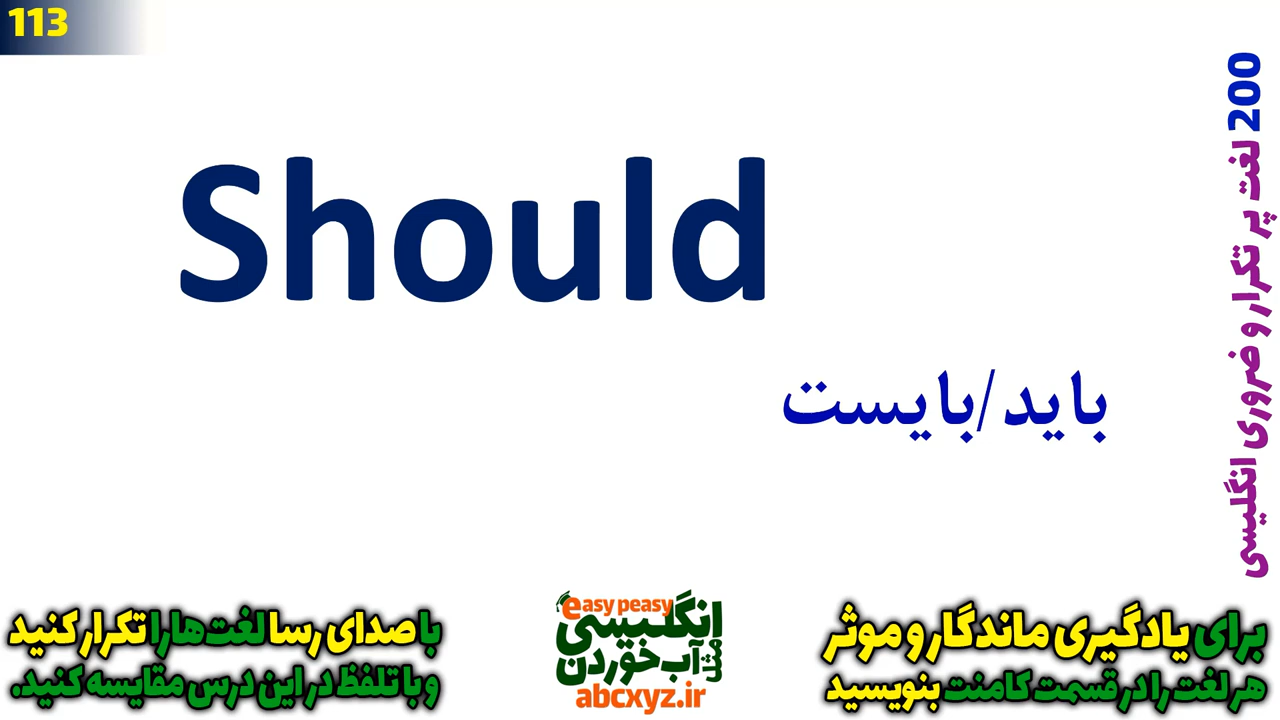 113
Should
باید/بایست
200 لغت پر تکرار و ضروری انگلیسی
برای یادگیری ماندگار و موثر
هر لغت را در قسمت کامنت بنویسید
easy peasy
انگلیسی
مثل آب خوردن
abcxyz.ir
با صدای رسا لغت‌ها را تکرار کنید
و با تلفظ در این درس مقایسه کنید.